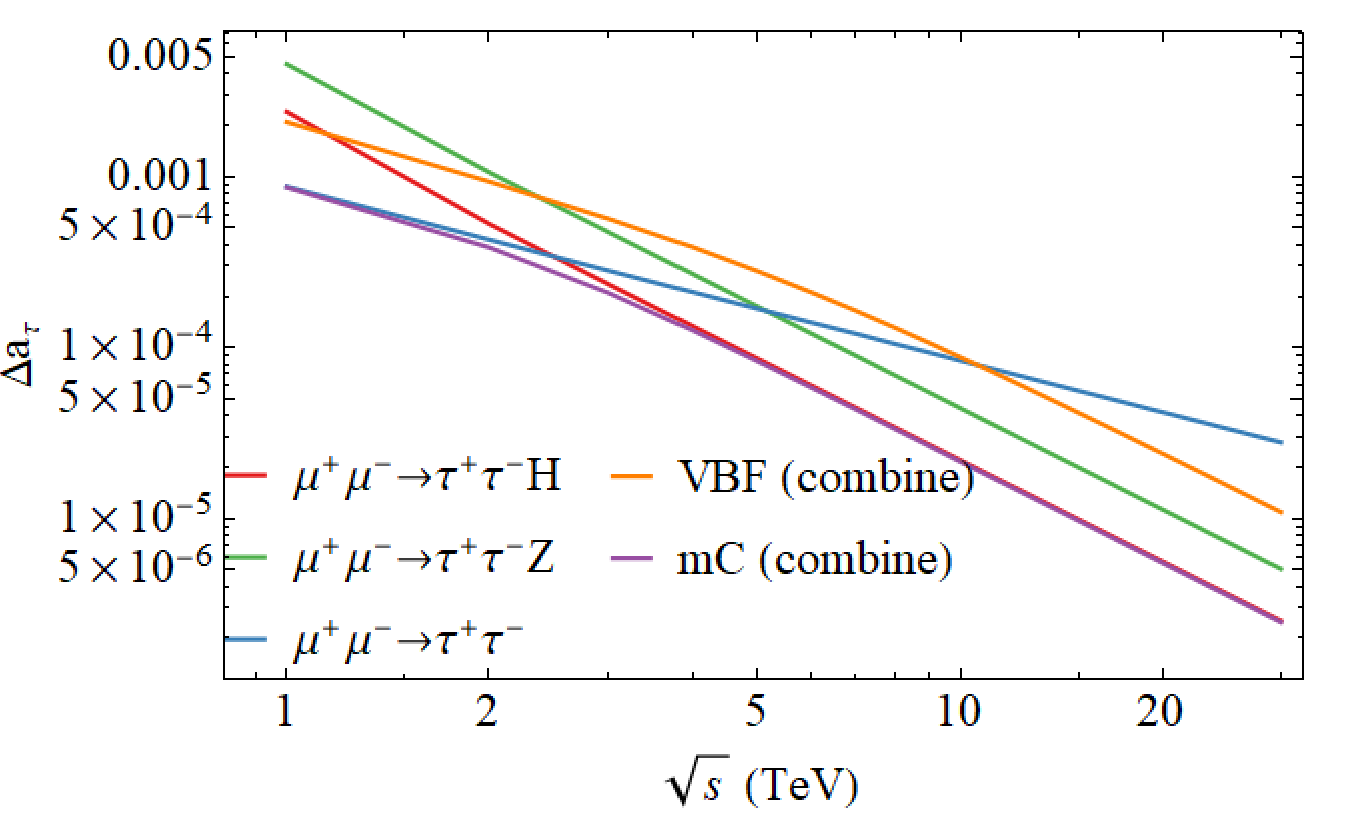 0.005
0.001
5×10⁻⁴
1×10⁻⁴
5×10⁻⁵
1×10⁻⁵
5×10⁻⁶
Δa_τ
μ⁺μ⁻→τ⁺τ⁻H
VBF (combine)
μ⁺μ⁻→τ⁺τ⁻Z
mC (combine)
μ⁺μ⁻→τ⁺τ⁻
1 2 5 10 20
√s (TeV)